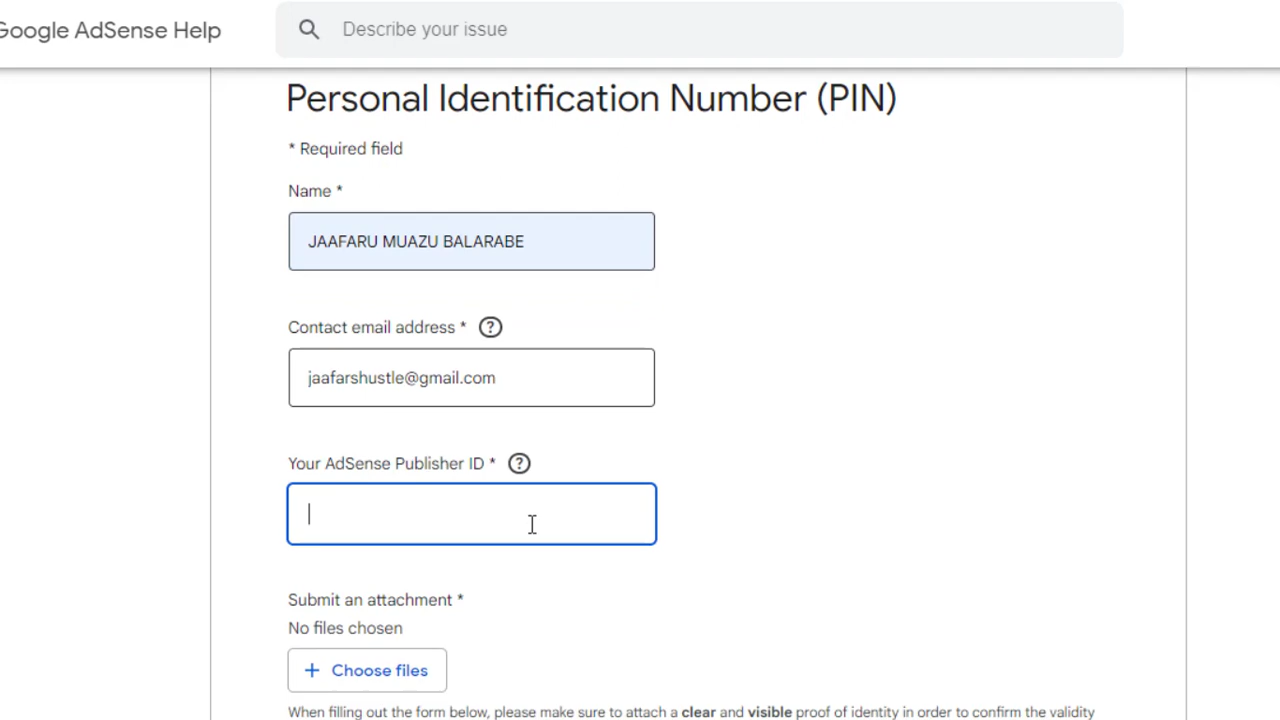 Google AdSense Help
Describe your issue
Personal Identification Number (PIN)
* Required field
Name *
JAAFARU MUAZU BALARABE
Contact email address * ?
jaafarshustle@gmail.com
Your AdSense Publisher ID * ?
Submit an attachment *
No files chosen
+ Choose files
When filling out the form below, please make sure to attach a clear and visible proof of identity in order to confirm the validity